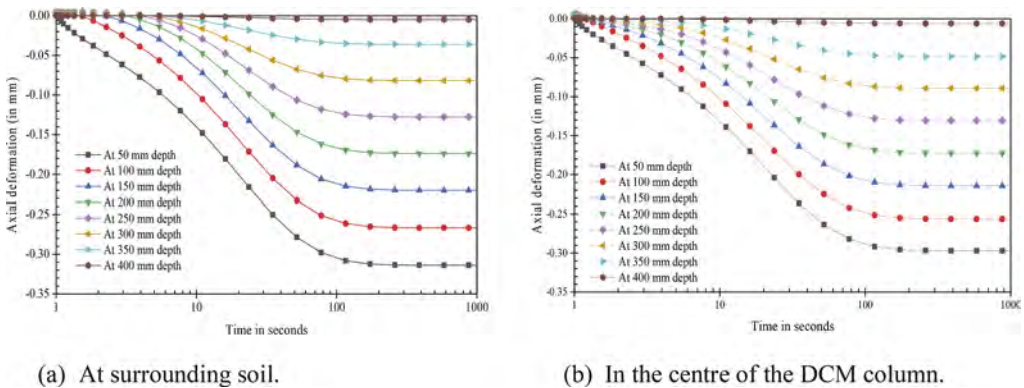 0.00
-0.05
-0.10
-0.15
-0.20
-0.25
-0.30
-0.35
Axial deformation (in mm)
At 50 mm depth
At 100 mm depth
At 150 mm depth
At 200 mm depth
At 250 mm depth
At 300 mm depth
At 350 mm depth
At 400 mm depth
1 10 100 1000
Time in seconds
(a) At surrounding soil.
0.00
-0.05
-0.10
-0.15
-0.20
-0.25
-0.30
-0.35
Axial deformation (in mm)
At 50 mm depth
At 100 mm depth
At 150 mm depth
At 200 mm depth
At 250 mm depth
At 300 mm depth
At 350 mm depth
At 400 mm depth
1 10 100 1000
Time in seconds
(b) In the centre of the DCM column.